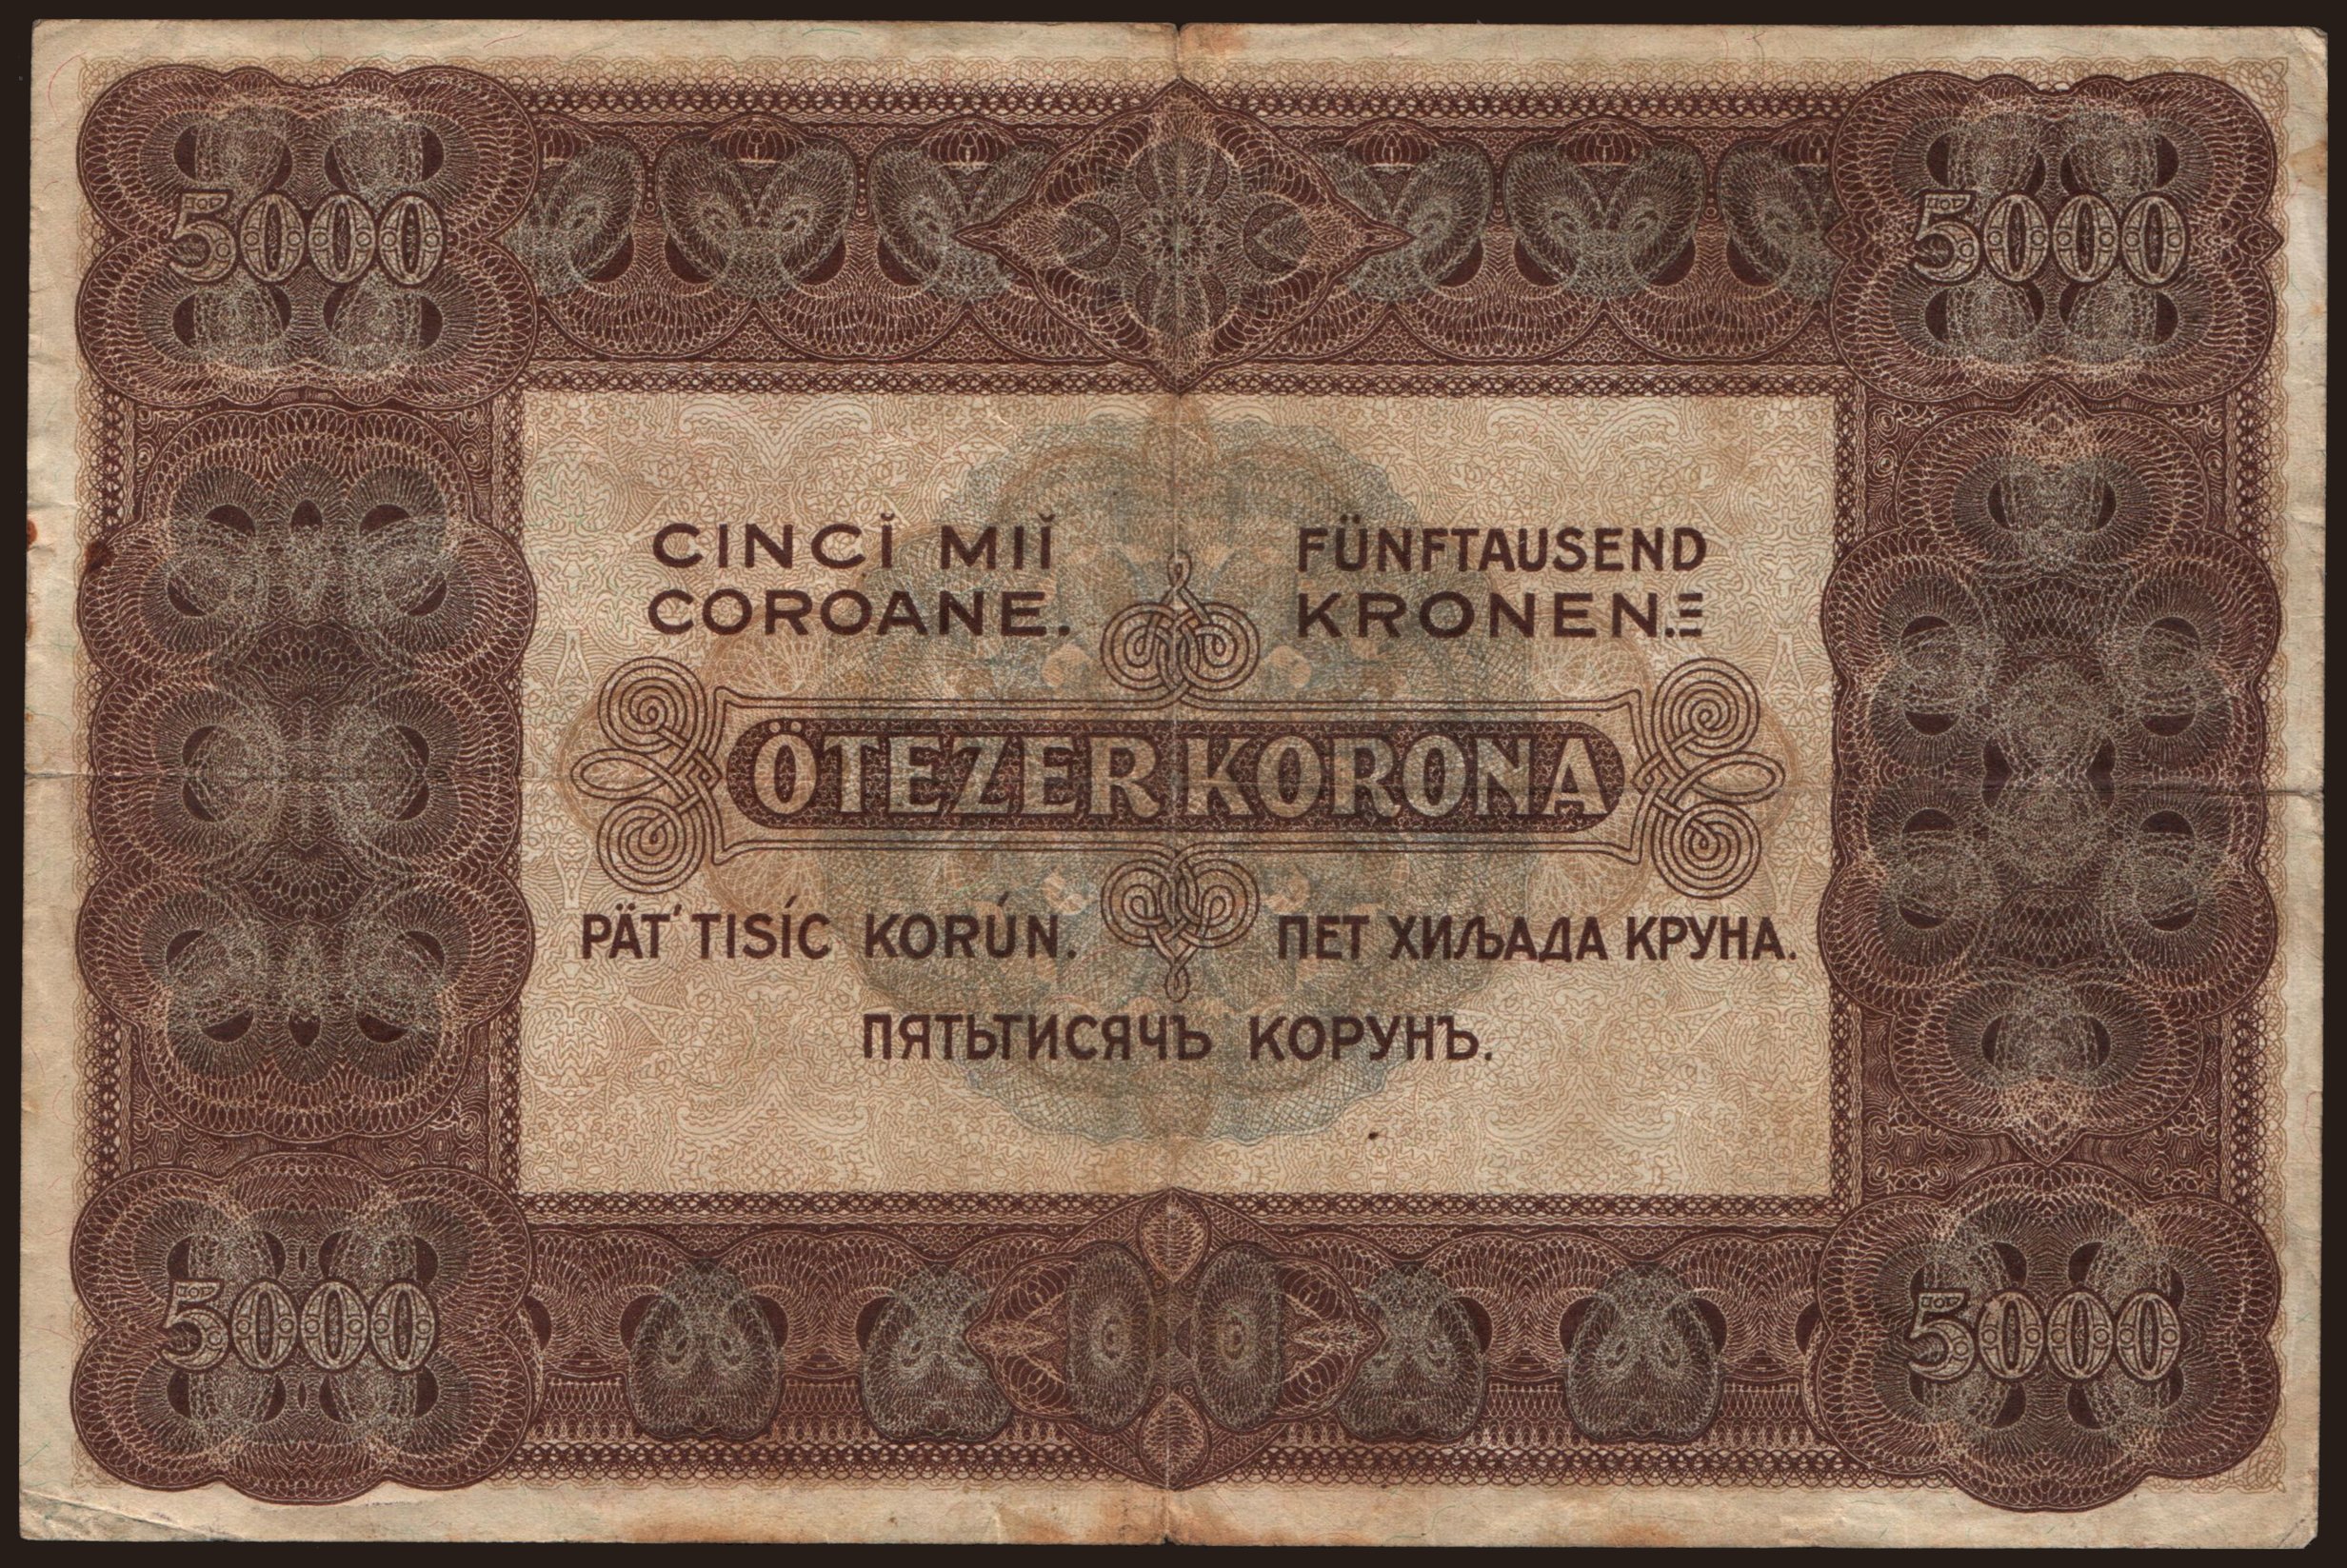 5000 5000
CINCĬ MIĬ FÜNFTAUSEND
COROANE. KRONEN.
ÖTEZER KORONA
PÄŤ TISÍC KORÚN. ПЕТ ХИЉАДА КРУНА.
ПЯТЬТИСЯЧЪ КОРУНЪ.
5000 5000